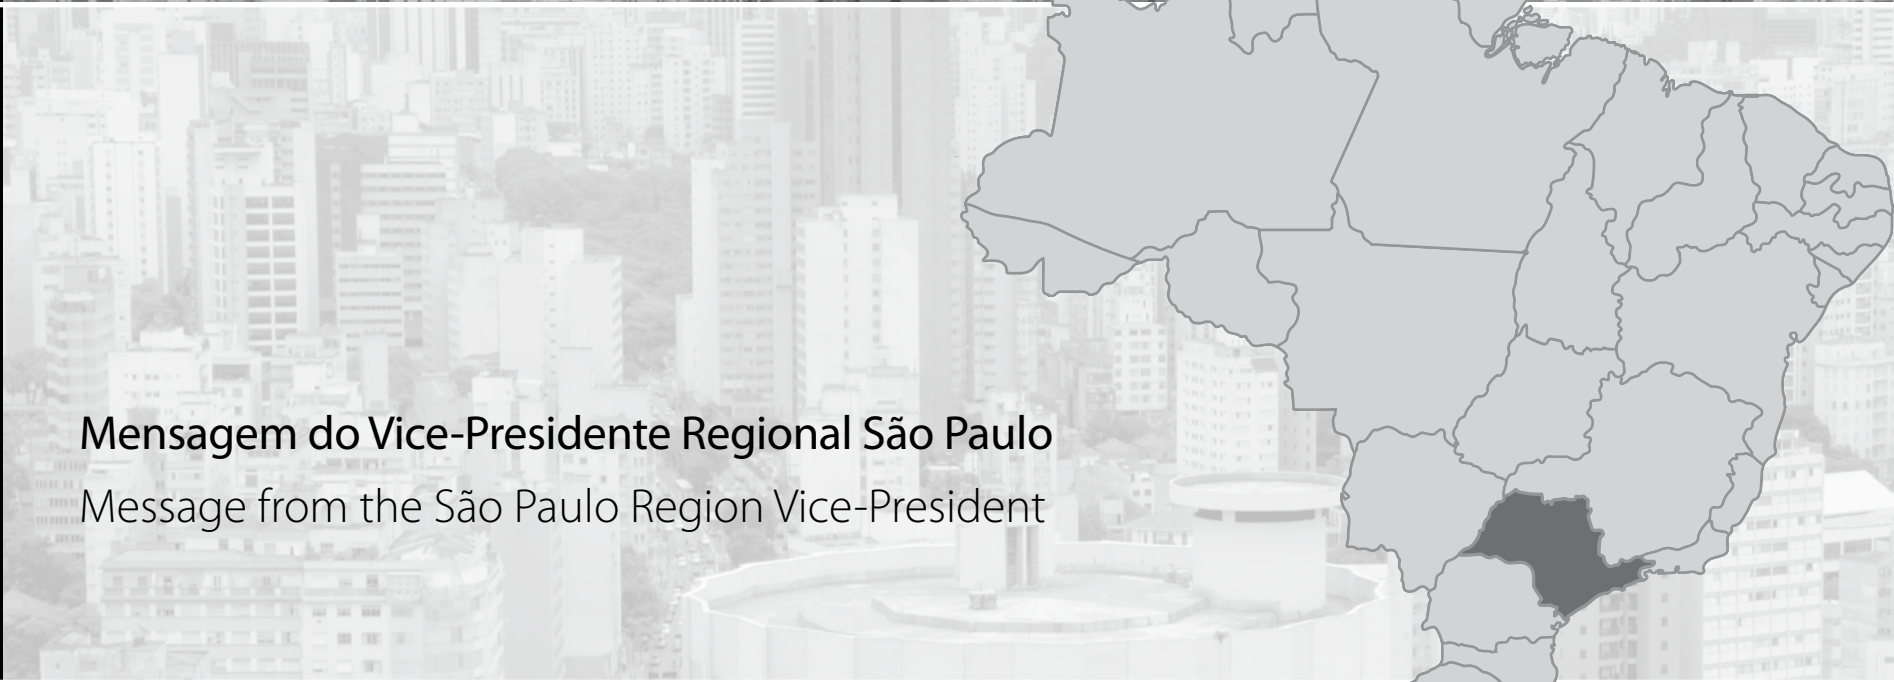 Mensagem do Vice-Presidente Regional São Paulo
Message from the São Paulo Region Vice-President